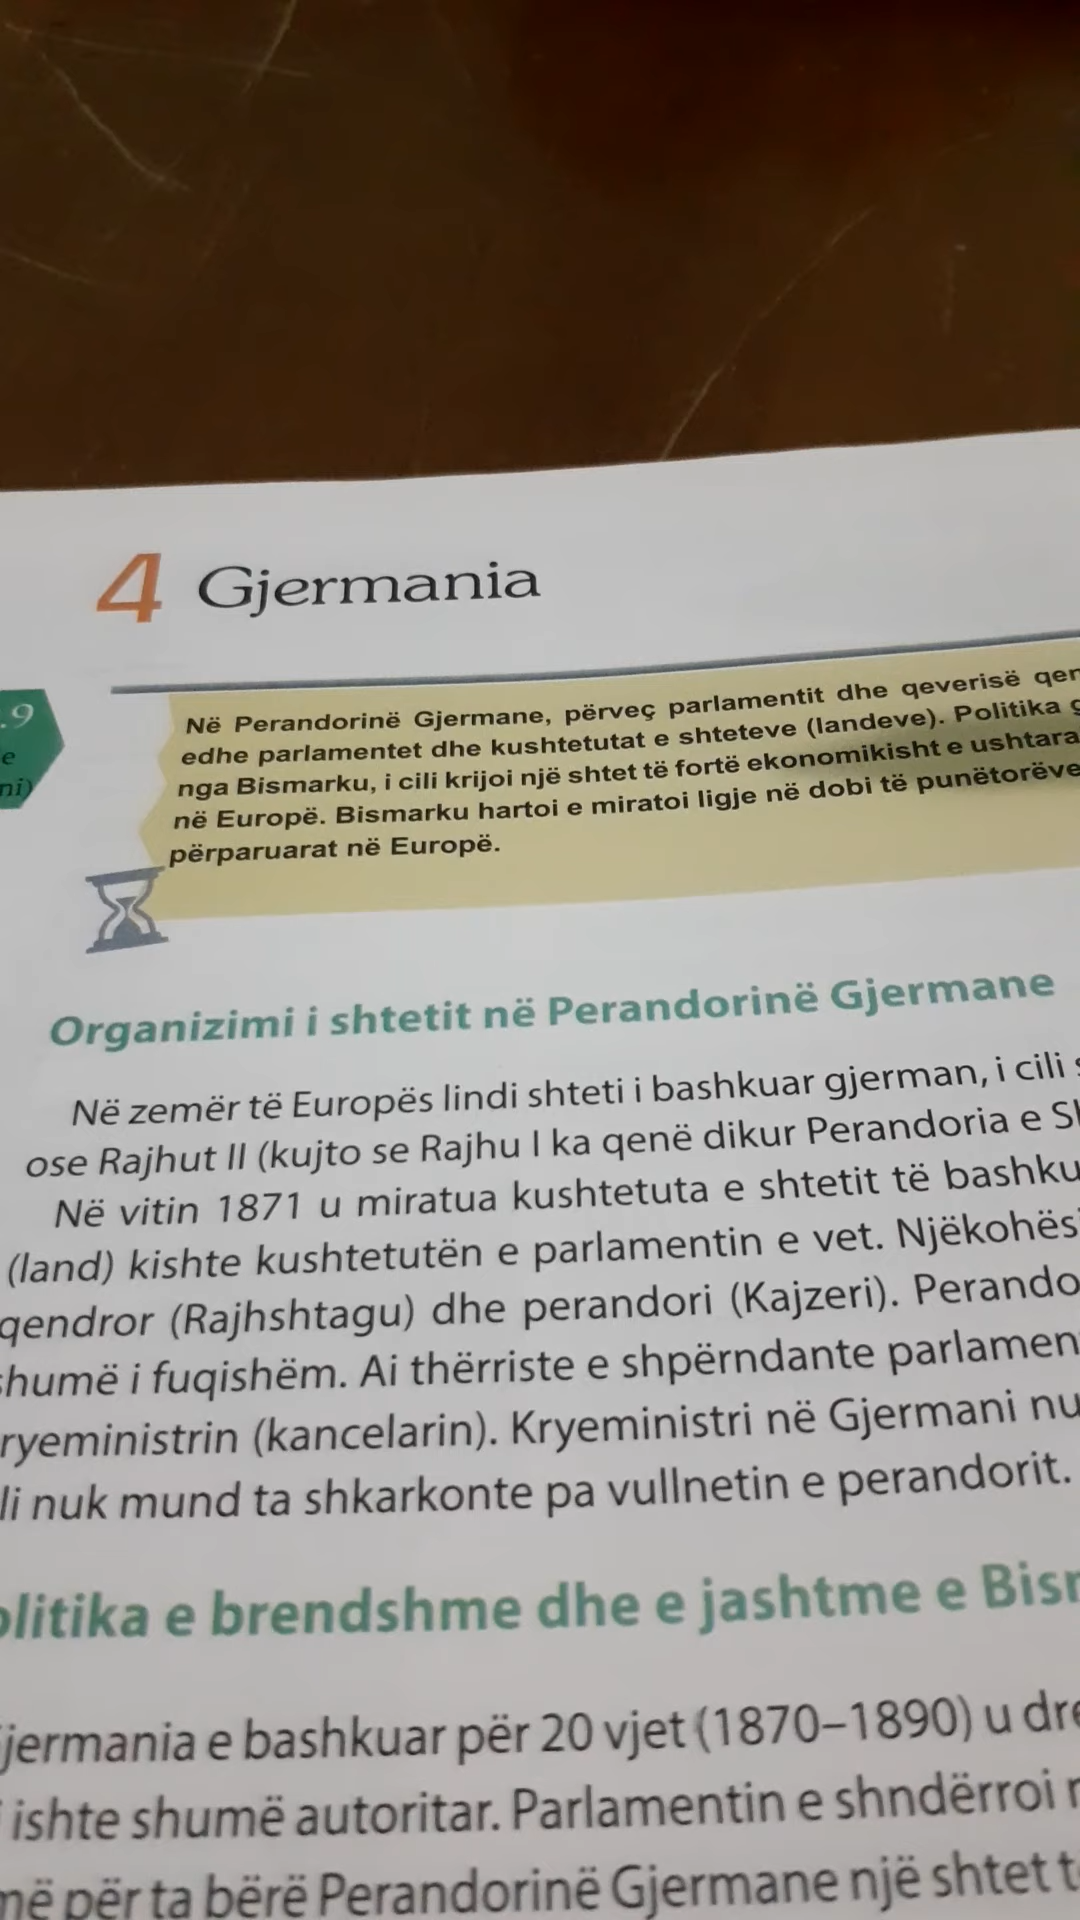 4 Gjermania
.9
e
ni)
Në Perandorinë Gjermane, përveç parlamentit dhe qeverisë qen
edhe parlamentet dhe kushtetutat e shteteve (landeve). Politika g
nga Bismarku, i cili krijoi një shtet të fortë ekonomikisht e ushtara
në Europë. Bismarku hartoi e miratoi ligje në dobi të punëtorëve
përparuarat në Europë.
Organizimi i shtetit në Perandorinë Gjermane
Në zemër të Europës lindi shteti i bashkuar gjerman, i cili s
ose Rajhut II (kujto se Rajhu I ka qenë dikur Perandoria e Sh
Në vitin 1871 u miratua kushtetuta e shtetit të bashku
(land) kishte kushtetutën e parlamentin e vet. Njëkohës
qendror (Rajhshtagu) dhe perandori (Kajzeri). Perando
humë i fuqishëm. Ai thërriste e shpërndante parlamen
ryeministrin (kancelarin). Kryeministri në Gjermani nu
li nuk mund ta shkarkonte pa vullnetin e perandorit.
olitika e brendshme dhe e jashtme e Bism
jermania e bashkuar për 20 vjet (1870–1890) u dre
ishte shumë autoritar. Parlamentin e shndërroi n
më për ta bërë Perandorinë Gjermane një shtet t